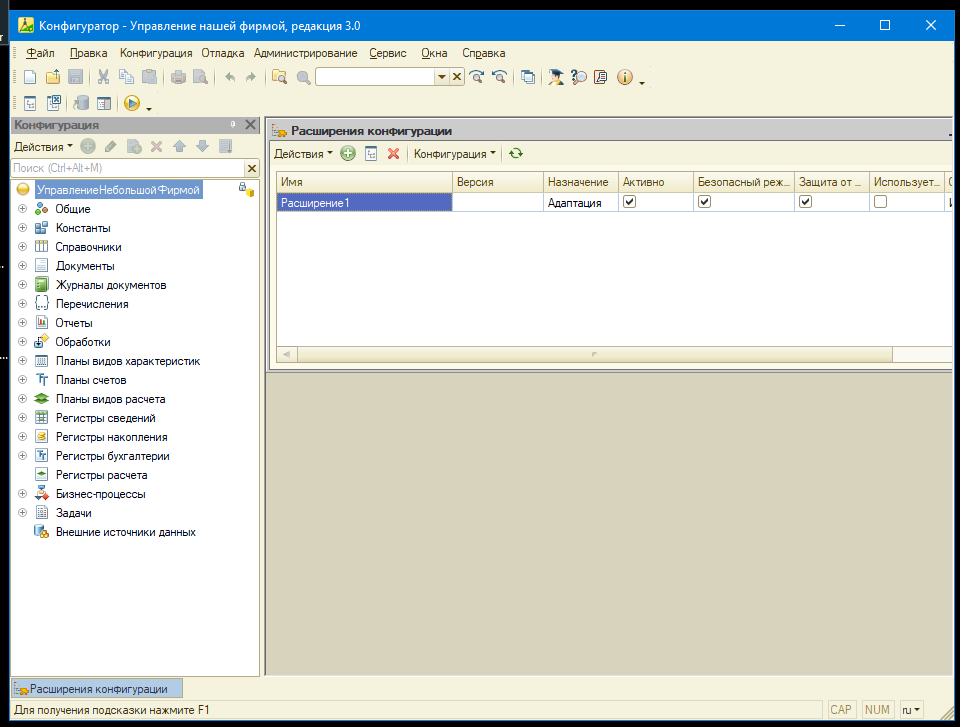 Конфигуратор - Управление нашей фирмой, редакция 3.0
Файл Правка Конфигурация Отладка Администрирование Сервис Окна Справка
Конфигурация
Действия
Поиск (Ctrl+Alt+M)
УправлениеНебольшойФирмой
Общие
Константы
Справочники
Документы
Журналы документов
Перечисления
Отчеты
Обработки
Планы видов характеристик
Планы счетов
Планы видов расчета
Регистры сведений
Регистры накопления
Регистры бухгалтерии
Регистры расчета
Бизнес-процессы
Задачи
Внешние источники данных
Расширения конфигурации
Действия Конфигурация
Имя Версия Назначение Активно Безопасный реж... Защита от ... Использует...
Расширение1 Адаптация
Расширения конфигурации
Для получения подсказки нажмите F1 CAP NUM ru